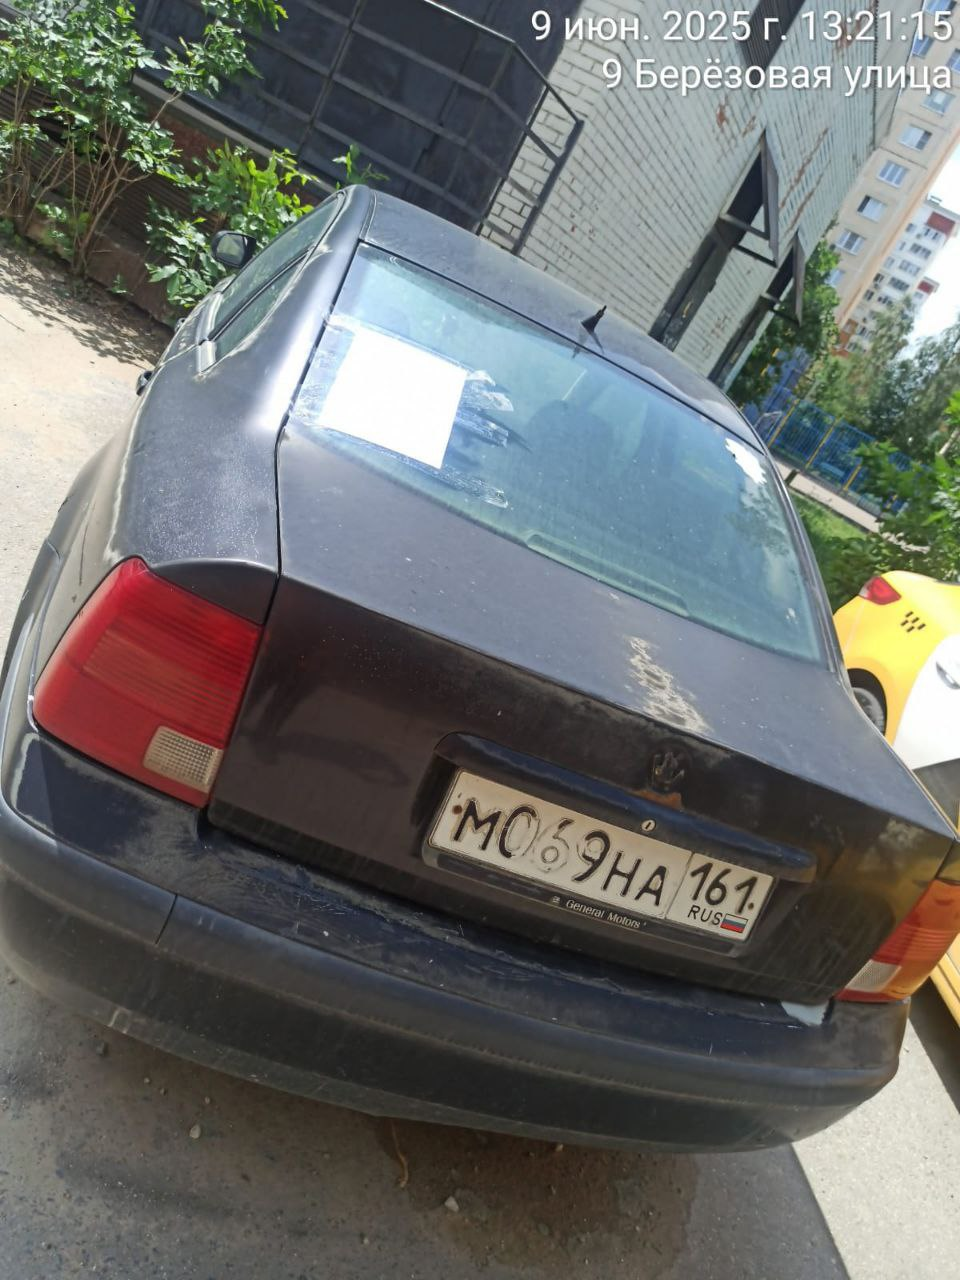 9 июн. 2025 г. 13:21:15
9 Берёзовая улица
М069НА 161
RUS
General Motors